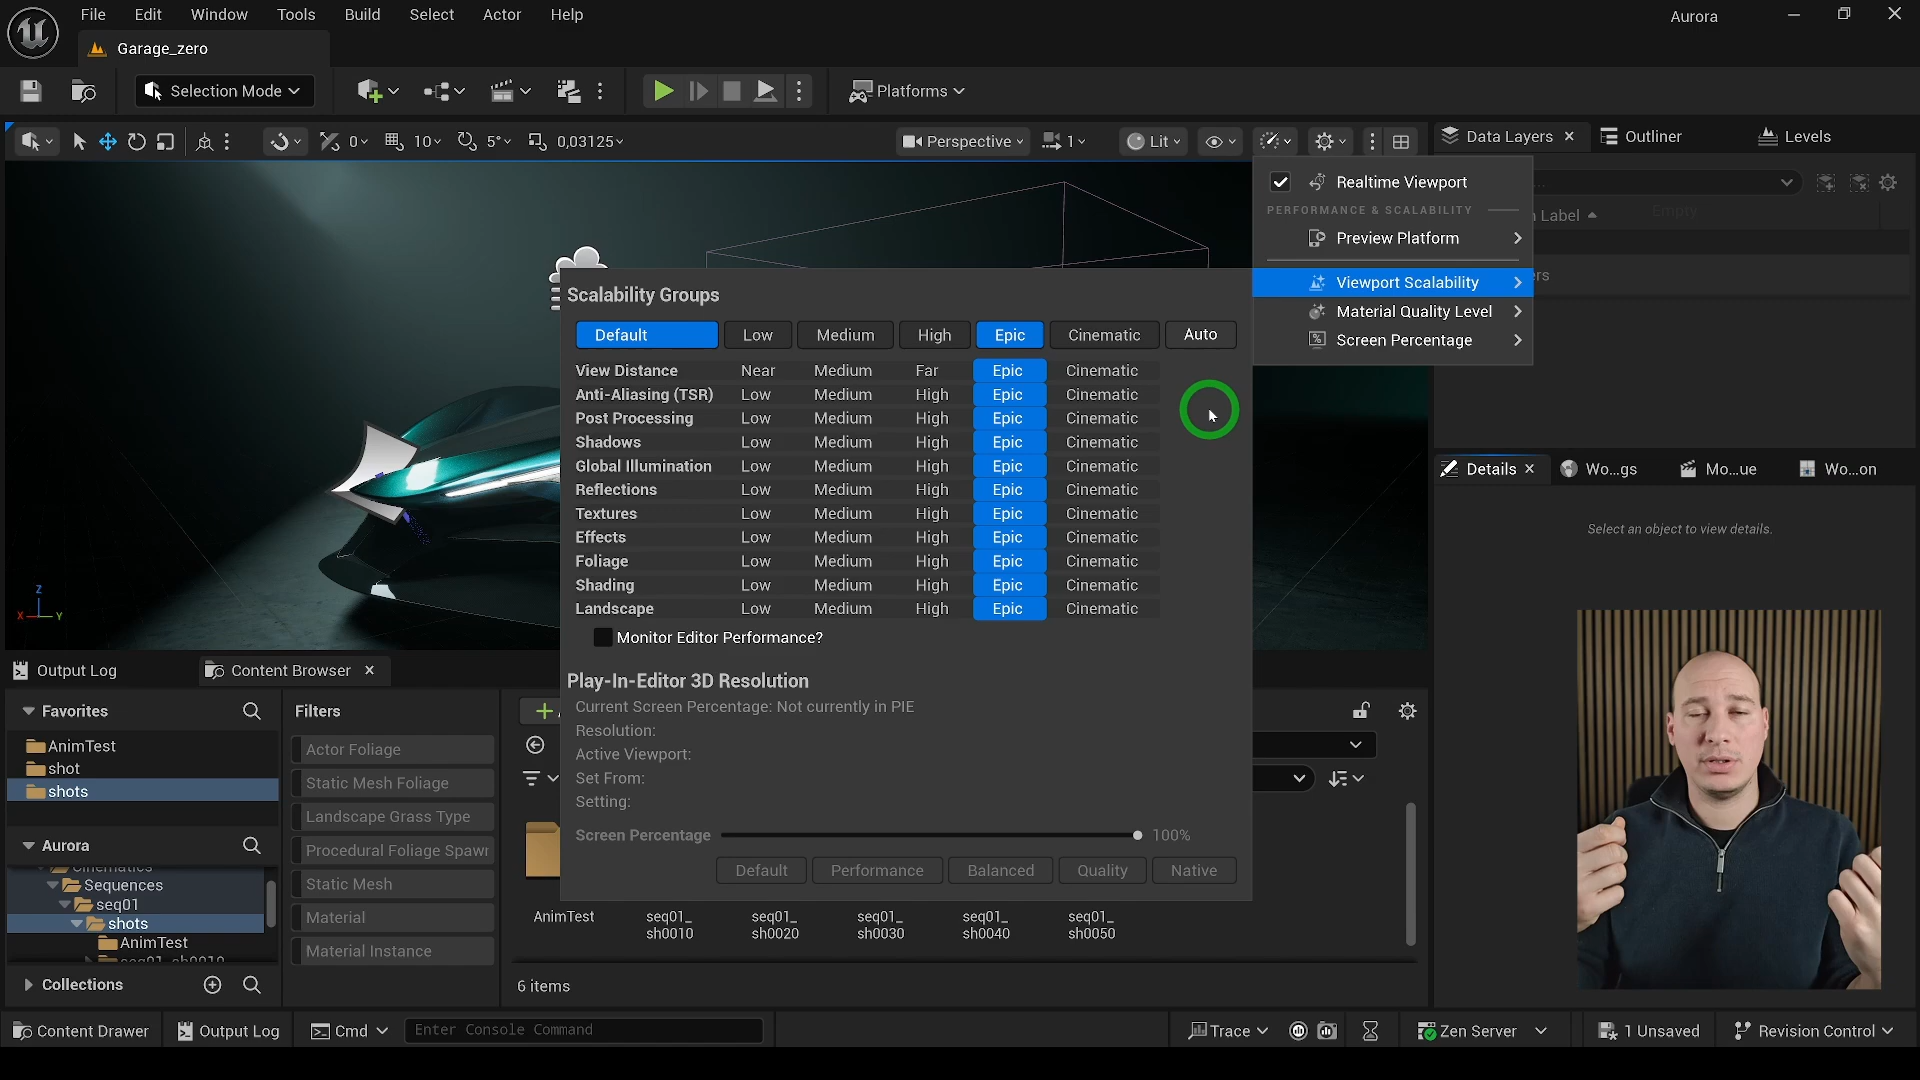 File Edit Window Tools Build Select Actor Help
Aurora
Garage_zero
Selection Mode
Platforms
0 10 5° 0,03125
Perspective 1 Lit
Data Layers Outliner Levels
Realtime Viewport
PERFORMANCE & SCALABILITY
Preview Platform
Viewport Scalability
Material Quality Level
Screen Percentage
Label
Empty
Scalability Groups
Default Low Medium High Epic Cinematic Auto
View Distance Near Medium Far Epic Cinematic
Anti-Aliasing (TSR) Low Medium High Epic Cinematic
Post Processing Low Medium High Epic Cinematic
Shadows Low Medium High Epic Cinematic
Global Illumination Low Medium High Epic Cinematic
Reflections Low Medium High Epic Cinematic
Textures Low Medium High Epic Cinematic
Effects Low Medium High Epic Cinematic
Foliage Low Medium High Epic Cinematic
Shading Low Medium High Epic Cinematic
Landscape Low Medium High Epic Cinematic
Monitor Editor Performance?
Play-In-Editor 3D Resolution
Current Screen Percentage: Not currently in PIE
Resolution:
Active Viewport:
Set From:
Setting:
Screen Percentage 100%
Default Performance Balanced Quality Native
Details Wo...gs Mo...ue Wo...on
Select an object to view details.
Z
X Y
Output Log Content Browser
Favorites
AnimTest
shot
shots
Aurora
Sequences
seq01
shots
AnimTest
Collections
Filters
Actor Foliage
Static Mesh Foliage
Landscape Grass Type
Procedural Foliage Spawr
Static Mesh
Material
Material Instance
AnimTest seq01_ seq01_ seq01_ seq01_ seq01_
sh0010 sh0020 sh0030 sh0040 sh0050
6 items
Content Drawer Output Log Cmd Enter Console Command
Trace Zen Server 1 Unsaved Revision Control